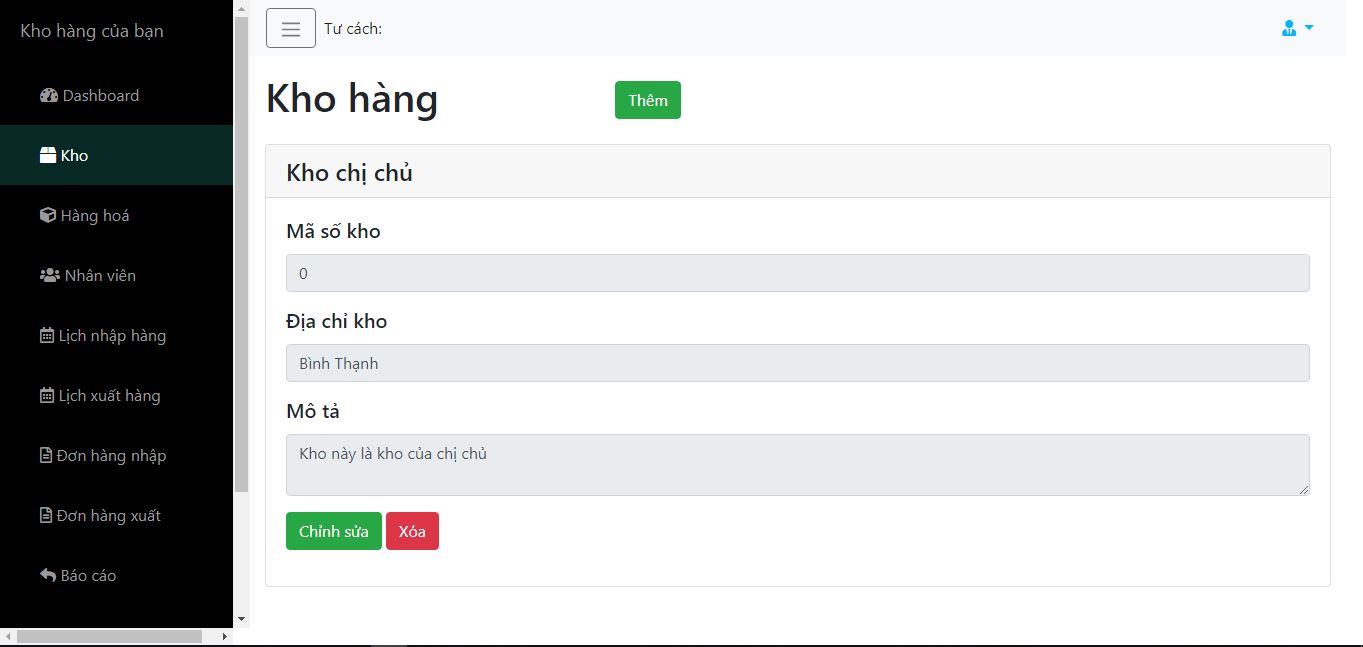 Kho hàng của bạn
Dashboard
Kho
Hàng hoá
Nhân viên
Lịch nhập hàng
Lịch xuất hàng
Đơn hàng nhập
Đơn hàng xuất
Báo cáo
Tư cách:
Kho hàng
Thêm
Kho chị chủ
Mã số kho
0
Địa chỉ kho
Bình Thạnh
Mô tả
Kho này là kho của chị chủ
Chỉnh sửa Xóa